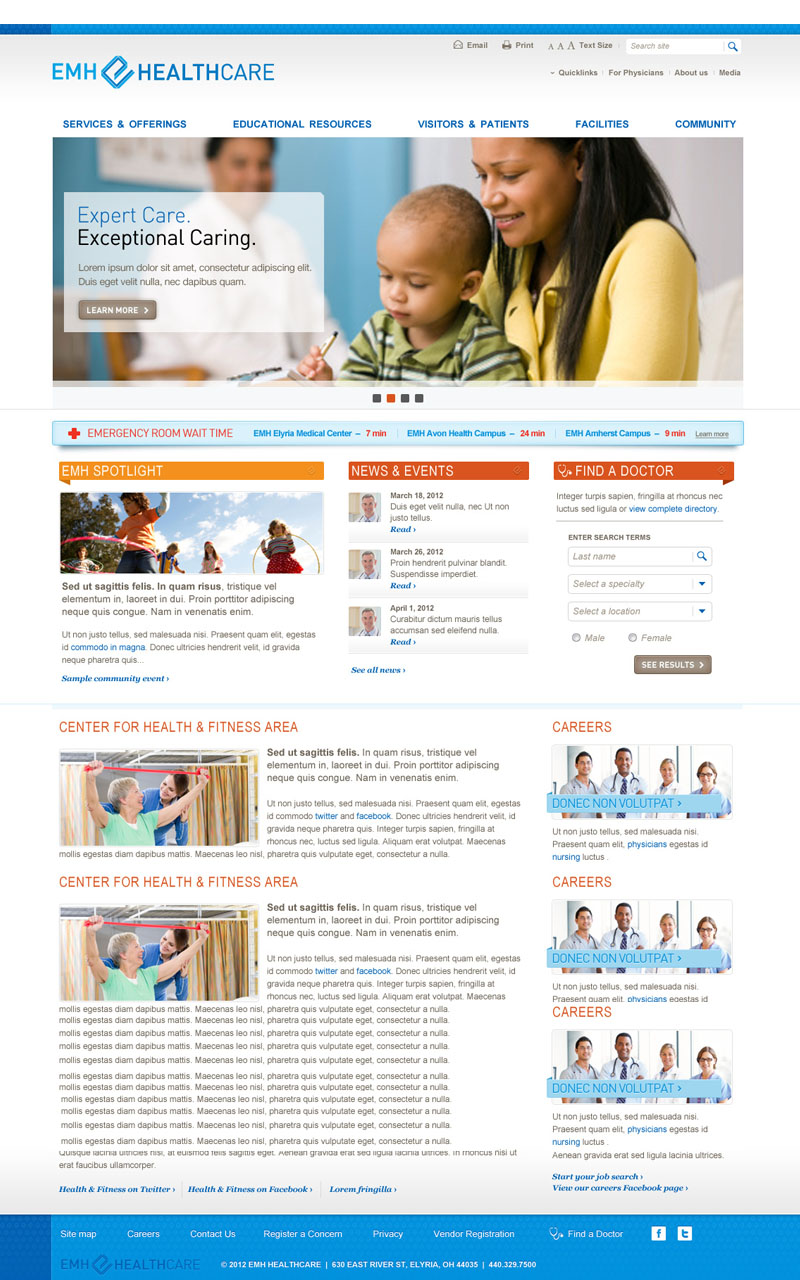 Email
Print
A A A Text Size
Search site
EMH HEALTHCARE
Quicklinks
For Physicians
About us
Media
SERVICES & OFFERINGS
EDUCATIONAL RESOURCES
VISITORS & PATIENTS
FACILITIES
COMMUNITY
Expert Care.
Exceptional Caring.
Lorem ipsum dolor sit amet, consectetur adipiscing elit.
Duis eget velit nulla, nec dapibus quam.
LEARN MORE
EMERGENCY ROOM WAIT TIME
EMH Elyria Medical Center – 7 min
EMH Avon Health Campus – 24 min
EMH Amherst Campus – 9 min
Learn more
EMH SPOTLIGHT
Sed ut sagittis felis. In quam risus, tristique vel
elementum in, laoreet in dui. Proin porttitor adipiscing
neque quis congue. Nam in venenatis enim.
Ut non justo tellus, sed malesuada nisi. Praesent quam elit, egestas
id commodo in magna. Donec ultricies hendrerit velit, id gravida
neque pharetra quis...
Sample community event ›
NEWS & EVENTS
March 18, 2012
Duis eget velit nulla, nec Ut non
justo tellus.
Read ›
March 26, 2012
Proin hendrerit pulvinar blandit.
Suspendisse imperdiet.
Read ›
April 1, 2012
Curabitur dictum mauris tellus
accumsan sed eleifend nulla.
Read ›
See all news ›
FIND A DOCTOR
Integer turpis sapien, fringilla at rhoncus nec
luctus sed ligula or view complete directory.
ENTER SEARCH TERMS
Last name
Select a specialty
Select a location
Male
Female
SEE RESULTS
CENTER FOR HEALTH & FITNESS AREA
Sed ut sagittis felis. In quam risus, tristique vel
elementum in, laoreet in dui. Proin porttitor adipiscing
neque quis congue. Nam in venenatis enim.
Ut non justo tellus, sed malesuada nisi. Praesent quam elit, egestas
id commodo twitter and facebook. Donec ultricies hendrerit velit, id
gravida neque pharetra quis. Integer turpis sapien, fringilla at
rhoncus nec, luctus sed ligula. Aliquam erat vitae. Maecenas
mollis egestas diam dapibus mattis. Maecenas leo nisl, pharetra quis vulputate eget, consectetur a nulla.
CENTER FOR HEALTH & FITNESS AREA
Sed ut sagittis felis. In quam risus, tristique vel
elementum in, laoreet in dui. Proin porttitor adipiscing
neque quis congue. Nam in venenatis enim.
Ut non justo tellus, sed malesuada nisi. Praesent quam elit, egestas
id commodo twitter and facebook. Donec ultricies hendrerit velit, id
gravida neque pharetra quis. Integer turpis sapien, fringilla at
rhoncus nec, luctus sed ligula. Aliquam erat volutpat. Maecenas
mollis egestas diam dapibus mattis. Maecenas leo nisl, pharetra quis vulputate eget, consectetur a nulla.
mollis egestas diam dapibus mattis. Maecenas leo nisl, pharetra quis vulputate eget, consectetur a nulla.
mollis egestas diam dapibus mattis. Maecenas leo nisl, pharetra quis vulputate eget, consectetur a nulla.
mollis egestas diam dapibus mattis. Maecenas leo nisl, pharetra quis vulputate eget, consectetur a nulla.
mollis egestas diam dapibus mattis. Maecenas leo nisl, pharetra quis vulputate eget, consectetur a nulla.
mollis egestas diam dapibus mattis. Maecenas leo nisl, pharetra quis vulputate eget, consectetur a nulla.
mollis egestas diam dapibus mattis. Maecenas leo nisl, pharetra quis vulputate eget, consectetur a nulla.
mollis egestas diam dapibus mattis. Maecenas leo nisl, pharetra quis vulputate eget, consectetur a nulla.
mollis egestas diam dapibus mattis. Maecenas leo nisl, pharetra quis vulputate eget, consectetur a nulla.
mollis egestas diam dapibus mattis. Maecenas leo nisl, pharetra quis vulputate eget, consectetur a nulla.
mollis egestas diam dapibus mattis. Maecenas leo nisl, pharetra quis vulputate eget, consectetur a nulla.
Quisque lacinia ultricies nisl, at euismod felis sagittis eget. Aenean gravida erat sed ligula lacinia ultrices. In rhoncus nisl ut
erat faucibus ullamcorper.
Health & Fitness on Twitter ›
Health & Fitness on Facebook ›
Lorem fringilla ›
CAREERS
DONEC NON VOLUTPAT ›
Ut non justo tellus, sed malesuada nisi.
Praesent quam elit, physicians egestas id
nursing luctus .
CAREERS
DONEC NON VOLUTPAT ›
Ut non justo tellus, sed malesuada nisi.
Praesent quam elit, physicians egestas id
CAREERS
DONEC NON VOLUTPAT ›
Ut non justo tellus, sed malesuada nisi.
Praesent quam elit, physicians egestas id
nursing luctus .
Aenean gravida erat sed ligula lacinia ultrices.
Start your job search ›
View our careers Facebook page ›
Site map
Careers
Contact Us
Register a Concern
Privacy
Vendor Registration
Find a Doctor
EMH HEALTHCARE
© 2012 EMH HEALTHCARE | 630 EAST RIVER ST, ELYRIA, OH 44035 | 440.329.7500